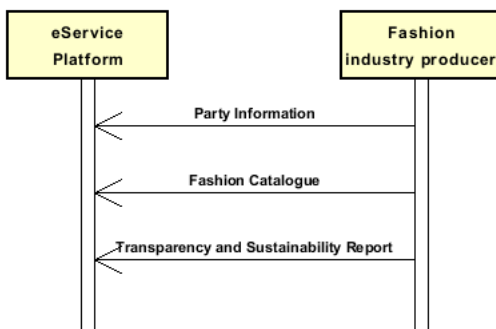 eService
Platform
Fashion
industry producer
Party Information
Fashion Catalogue
Transparency and Sustainability Report